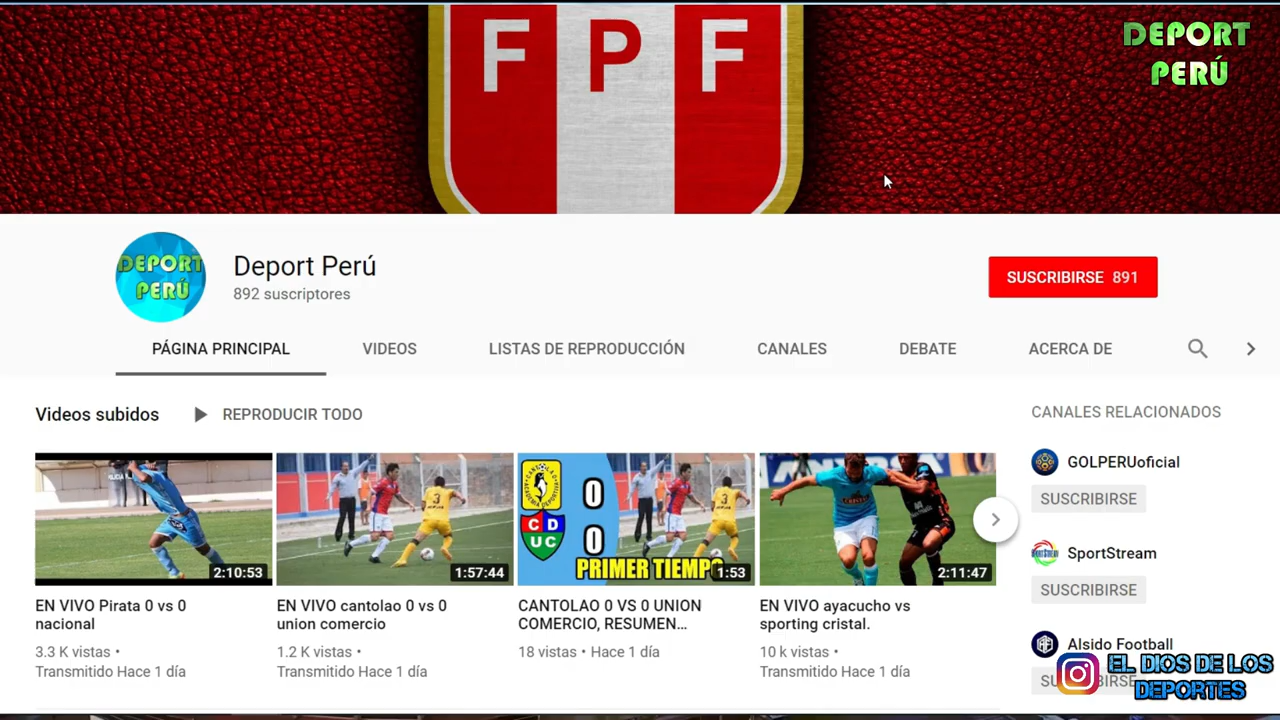 FPF
DEPORT
PERÚ
DEPORT
PERÚ
Deport Perú
892 suscriptores
SUSCRIBIRSE 891
PÁGINA PRINCIPAL VIDEOS LISTAS DE REPRODUCCIÓN CANALES DEBATE ACERCA DE
Videos subidos REPRODUCIR TODO
CANALES RELACIONADOS
2:10:53
EN VIVO Pirata 0 vs 0
nacional
3.3 K vistas •
Transmitido Hace 1 día
3
1:57:44
EN VIVO cantolao 0 vs 0
union comercio
1.2 K vistas •
Transmitido Hace 1 día
0
CD
UC
0
3
PRIMER TIEMPO
1:53
CANTOLAO 0 VS 0 UNION
COMERCIO, RESUMEN...
18 vistas • Hace 1 día
2:11:47
EN VIVO ayacucho vs
sporting cristal.
10 k vistas •
Transmitido Hace 1 día
GOLPERUoficial
SUSCRIBIRSE
SportStream
SUSCRIBIRSE
Alsido Football
EL DIOS DE LOS
DEPORTES